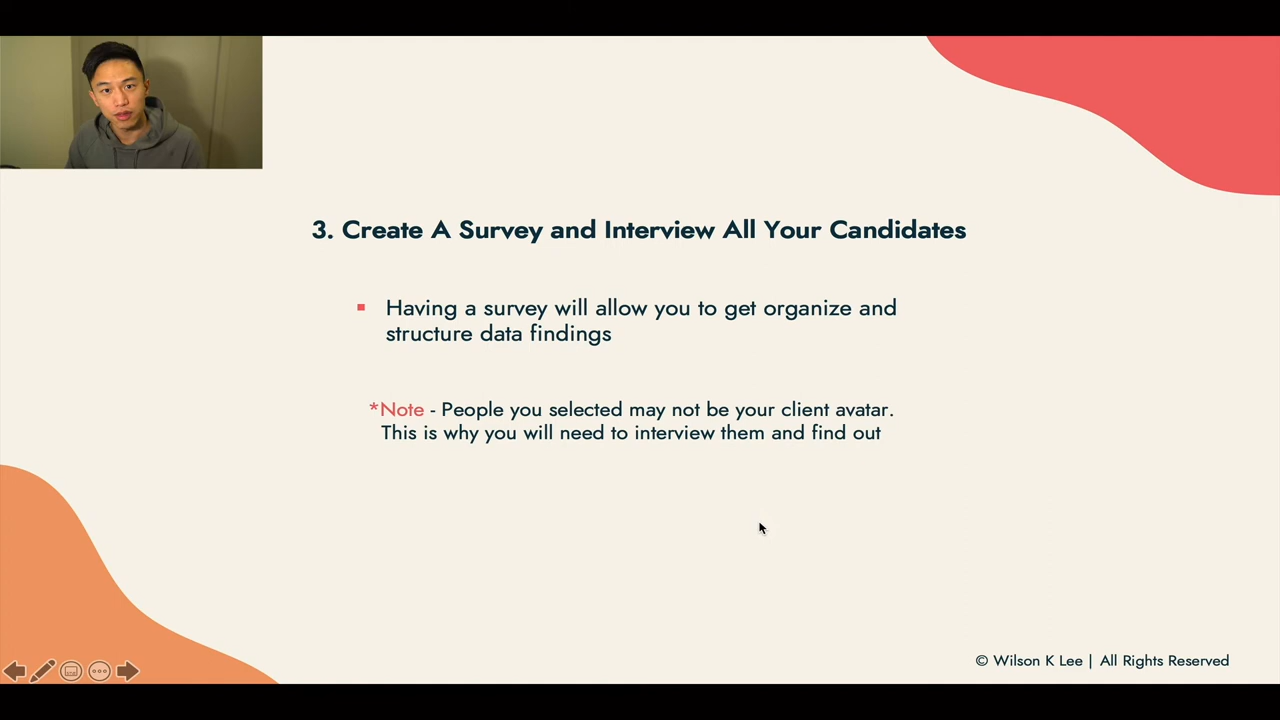 3. Create A Survey and Interview All Your Candidates
Having a survey will allow you to get organize and
structure data findings
*Note - People you selected may not be your client avatar.
This is why you will need to interview them and find out
© Wilson K Lee | All Rights Reserved